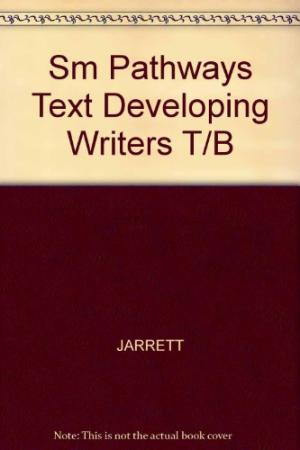 Sm Pathways
Text Developing
Writers T/B
JARRETT
Note: This is not the actual book cover